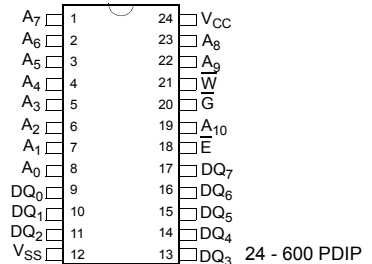 A7 1 24 VCC
A6 2 23 A8
A5 3 22 A9
A4 4 21 W̅
A3 5 20 G̅
A2 6 19 A10
A1 7 18 E̅
A0 8 17 DQ7
DQ0 9 16 DQ6
DQ1 10 15 DQ5
DQ2 11 14 DQ4
VSS 12 13 DQ3 24 - 600 PDIP